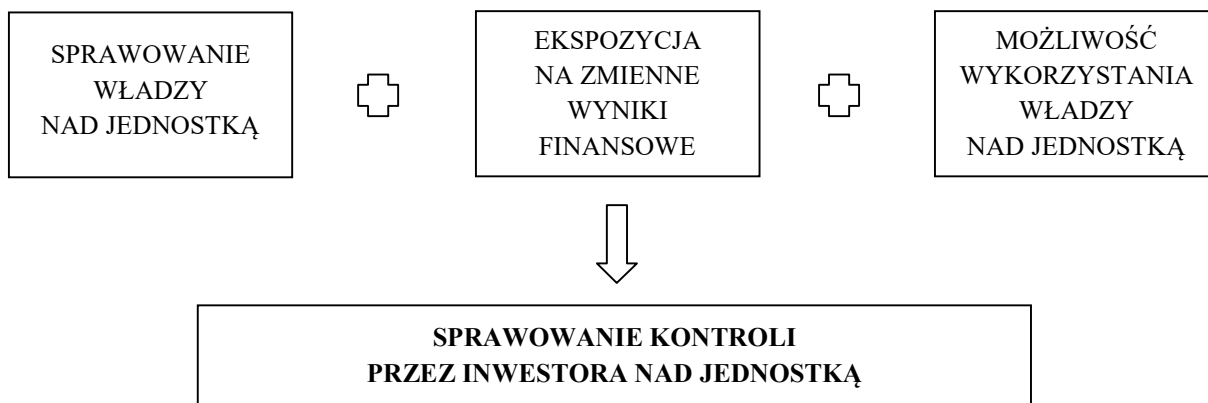 SPRAWOWANIE
WŁADZY
NAD JEDNOSTKĄ
EKSPOZYCJA
NA ZMIENNE
WYNIKI
FINANSOWE
MOŻLIWOŚĆ
WYKORZYSTANIA
WŁADZY
NAD JEDNOSTKĄ
SPRAWOWANIE KONTROLI
PRZEZ INWESTORA NAD JEDNOSTKĄ